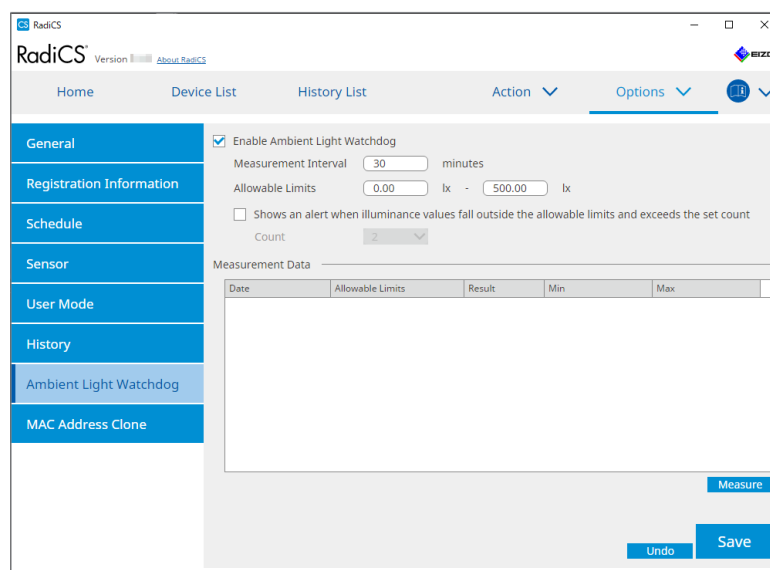 CS RadiCS
RadiCS® Version About RadiCS
Home Device List History List Action Options
General
Registration Information
Schedule
Sensor
User Mode
History
Ambient Light Watchdog
MAC Address Clone
Enable Ambient Light Watchdog
Measurement Interval 30 minutes
Allowable Limits 0.00 lx - 500.00 lx
Shows an alert when illuminance values fall outside the allowable limits and exceeds the set count
Count 2
Measurement Data
Date Allowable Limits Result Min Max
Measure
Save
Undo